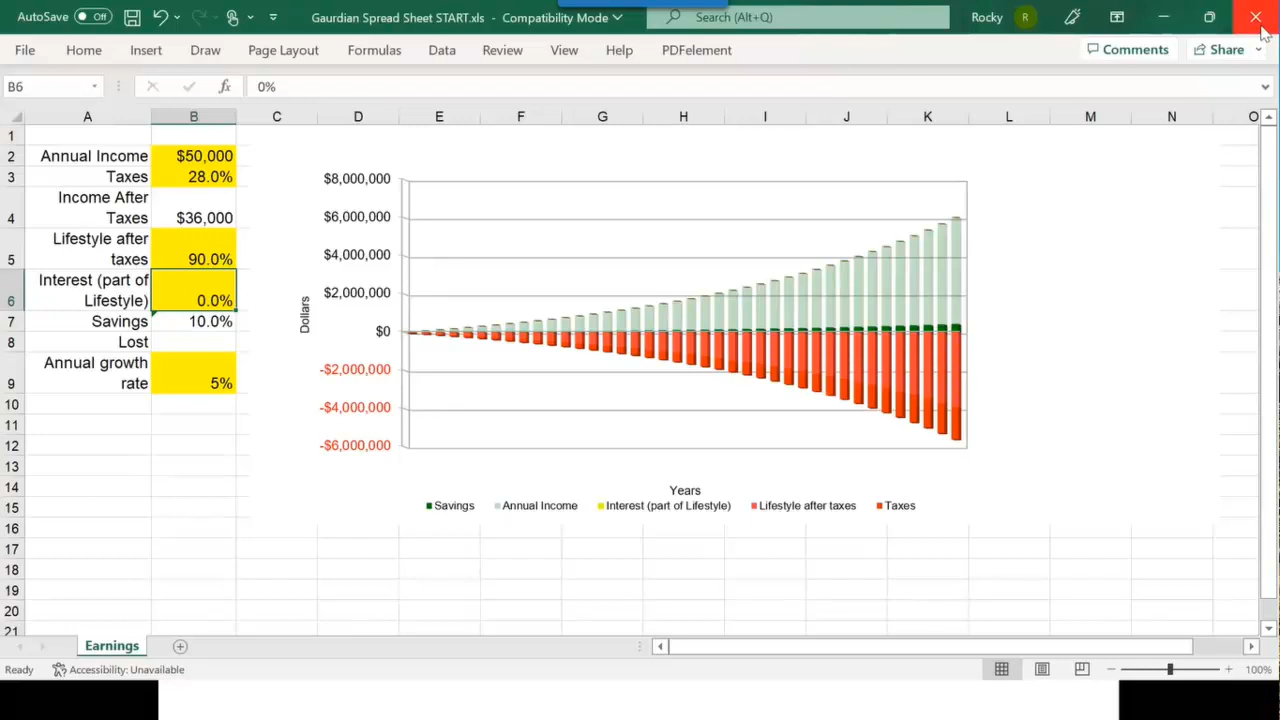 AutoSave Off Gaurdian Spread Sheet START.xls - Compatibility Mode Search (Alt+Q) Rocky R
File Home Insert Draw Page Layout Formulas Data Review View Help PDFelement Comments Share
B6 fx 0%
A B C D E F G H I J K L M N O
1
2 Annual Income $50,000
3 Taxes 28.0%
Income After
4 Taxes $36,000
Lifestyle after
5 taxes 90.0%
Interest (part of
6 Lifestyle) 0.0%
7 Savings 10.0%
8 Lost
Annual growth
9 rate 5%
10
11
12
13
14
15
16
17
18
19
20
21
$8,000,000
$6,000,000
$4,000,000
$2,000,000
$0
-$2,000,000
-$4,000,000
-$6,000,000
Dollars
Years
Savings Annual Income Interest (part of Lifestyle) Lifestyle after taxes Taxes
Earnings
Ready Accessibility: Unavailable 100%